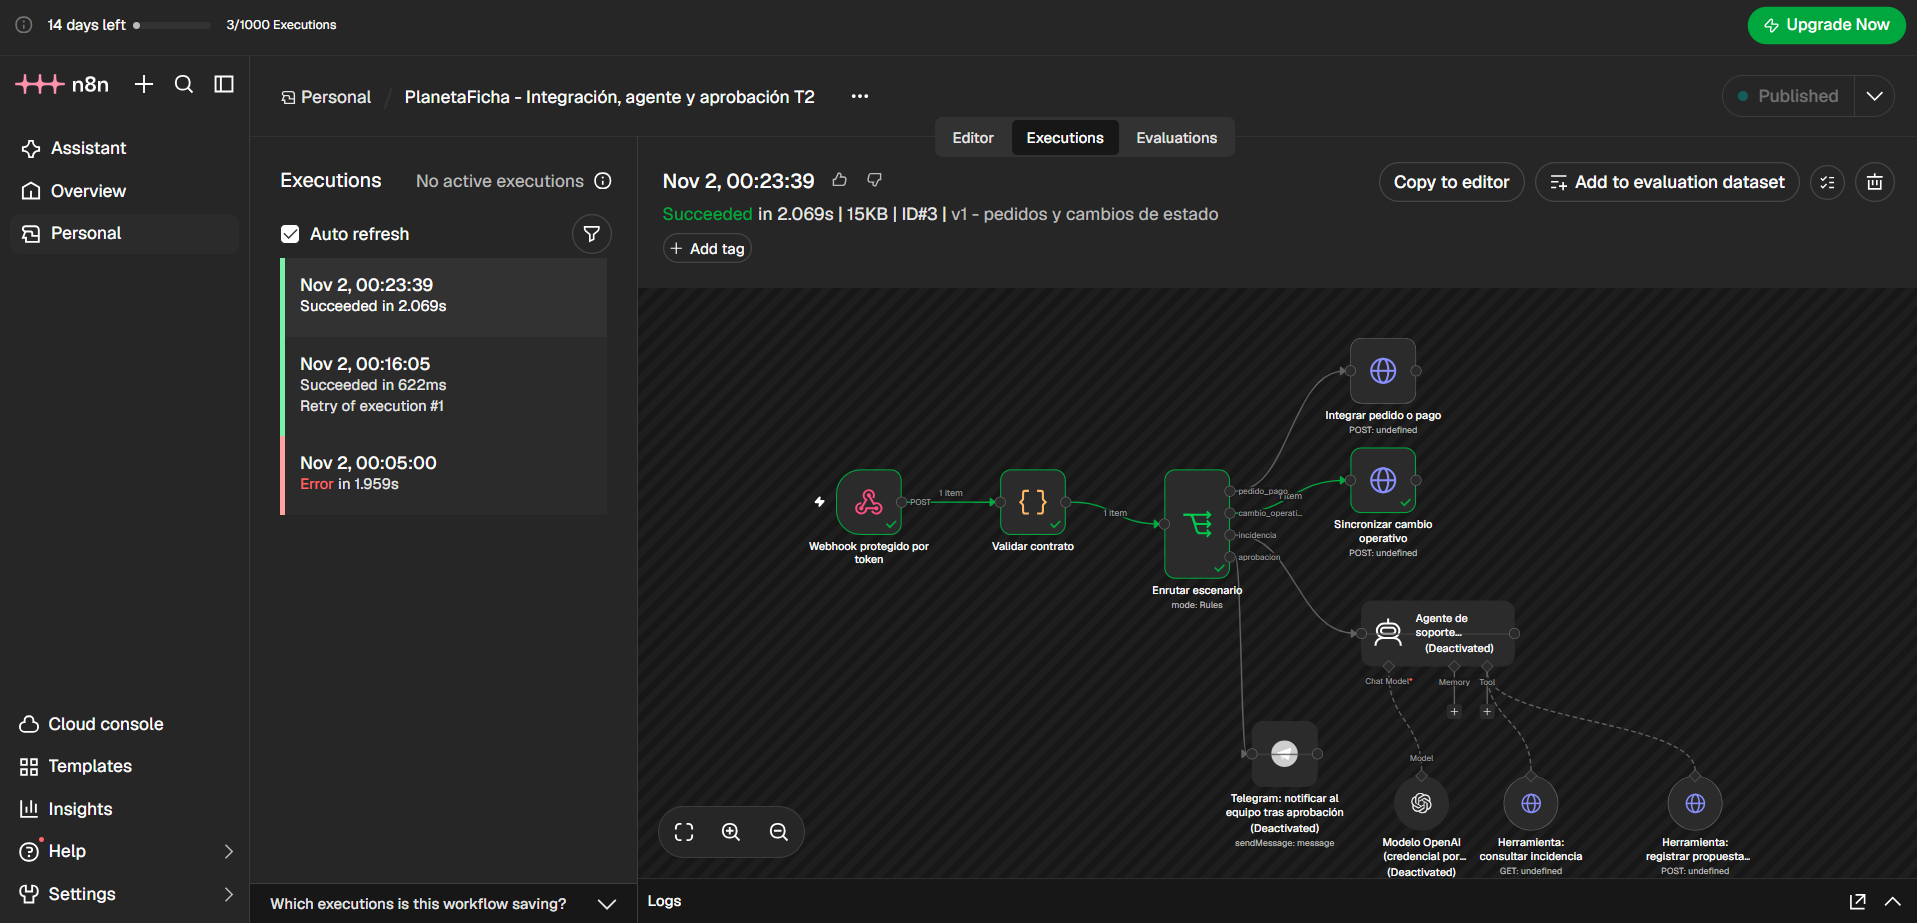 14 days left
3/1000 Executions
Upgrade Now
n8n
Personal / PlanetaFicha - Integración, agente y aprobación T2
Published
Editor
Executions
Evaluations
Assistant
Overview
Personal
Cloud console
Templates
Insights
Help
Settings
Executions
No active executions
Auto refresh
Nov 2, 00:23:39
Succeeded in 2.069s
Nov 2, 00:16:05
Succeeded in 622ms
Retry of execution #1
Nov 2, 00:05:00
Error in 1.959s
Which executions is this workflow saving?
Nov 2, 00:23:39
Succeeded in 2.069s | 15KB | ID#3 | v1 - pedidos y cambios de estado
+ Add tag
Copy to editor
Add to evaluation dataset
Integrar pedido o pago
POST: undefined
POST
1 item
1 item
Webhook protegido por
token
Validar contrato
pedido_pago
1 item
cambio_operati...
incidencia
aprobacion
Enrutar escenario
mode: Rules
Sincronizar cambio
operativo
POST: undefined
Agente de
soporte...
(Deactivated)
Chat Model*
Memory
Tool
Model
Telegram: notificar al
equipo tras aprobación
(Deactivated)
sendMessage: message
Modelo OpenAI
(credencial por...
(Deactivated)
Herramienta:
consultar incidencia
GET: undefined
Herramienta:
registrar propuesta...
POST: undefined
Logs